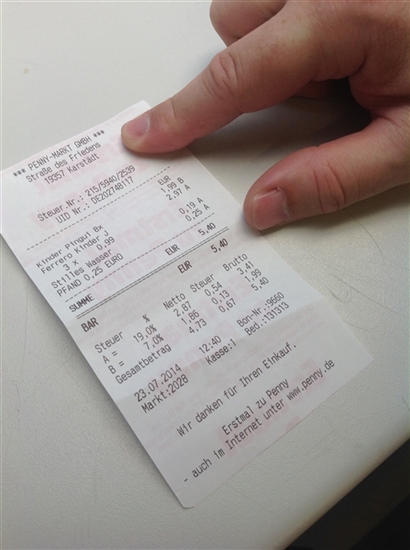 *** PENNY-MARKT GMBH ***
Straße des Friedens
19357 Karstädt
Steuer.Nr.: 215/5940/2539
UID Nr.: DE20748117
EUR
Kinder Pingui 8x 1,99 B
Ferrero Kinder J 2,97 A
3 x 0,99
Stilles Wasser 0,19 A
PFAND 0,25 EURO 0,25 A
SUMME EUR 5,40
BAR EUR 5,40
Steuer % Netto Steuer Brutto
A = 19,0% 2,87 0,54 3,41
B = 7,0% 1,86 0,13 1,99
Gesamtbetrag 4,73 0,67 5,40
23.07.2014 12:40 Bon-Nr:9660
Markt:2028 Kasse:1 Bed.:131313
Wir danken für Ihren Einkauf.
Erstmal zu Penny
- auch im Internet unter www.penny.de